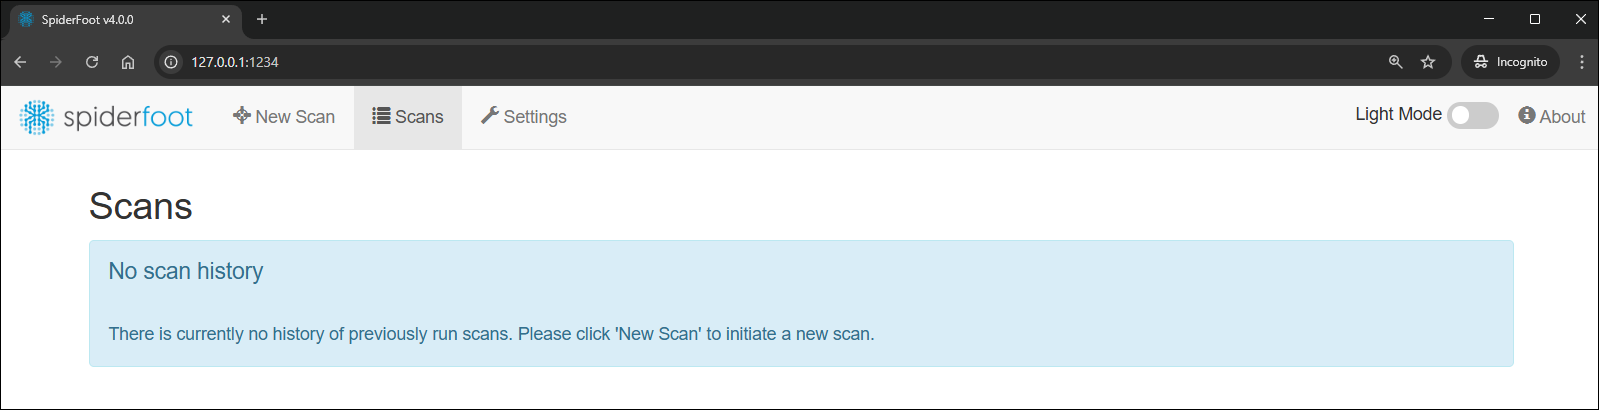 SpiderFoot v4.0.0
127.0.0.1:1234
Incognito
spiderfoot
New Scan
Scans
Settings
Light Mode
About
Scans
No scan history
There is currently no history of previously run scans. Please click 'New Scan' to initiate a new scan.